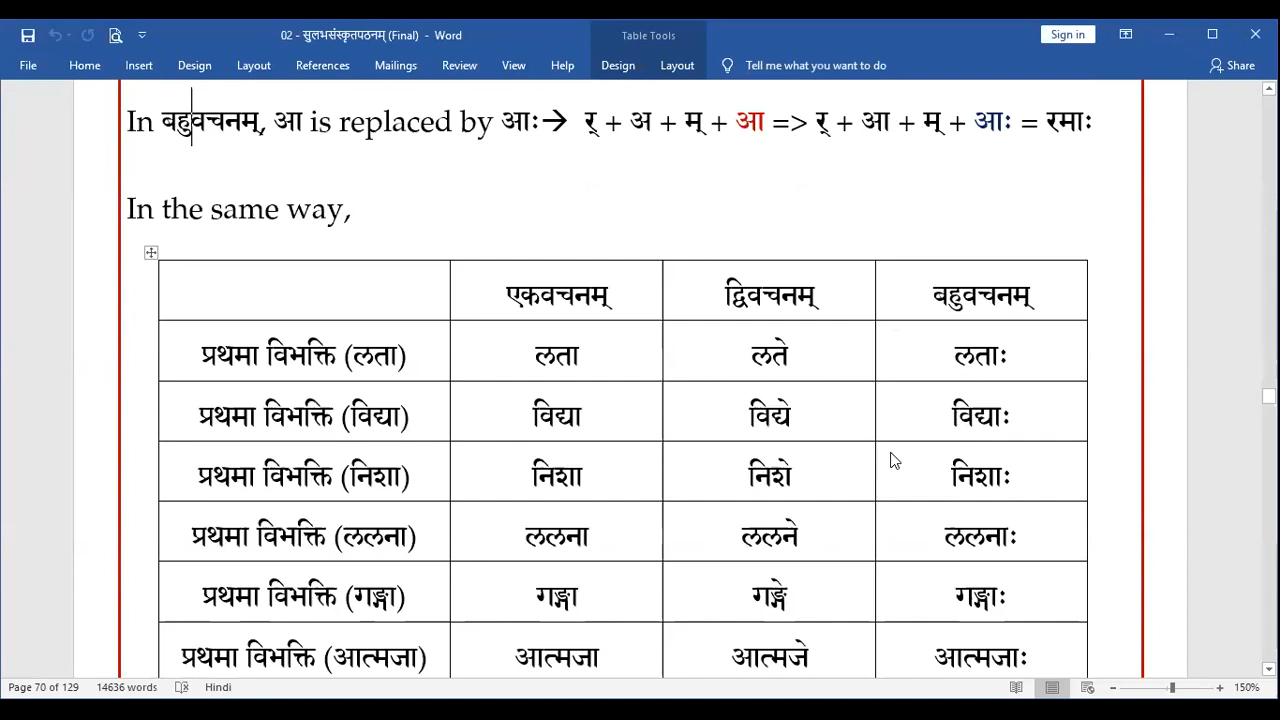 02 - सुलभसंस्कृतपठनम् (Final) - Word
Table Tools
Sign in
File Home Insert Design Layout References Mailings Review View Help Design Layout Tell me what you want to do Share
In बहुवचनम्, आ is replaced by आः→ र् + अ + म् + आ => र् + आ + म् + आः = रमाः
In the same way,
एकवचनम् द्विवचनम् बहुवचनम्
प्रथमा विभक्ति (लता) लता लते लताः
प्रथमा विभक्ति (विद्या) विद्या विद्ये विद्याः
प्रथमा विभक्ति (निशा) निशा निशे निशाः
प्रथमा विभक्ति (ललना) ललना ललने ललनाः
प्रथमा विभक्ति (गङ्गा) गङ्गा गङ्गे गङ्गाः
प्रथमा विभक्ति (आत्मजा) आत्मजा आत्मजे आत्मजाः
Page 70 of 129 14636 words Hindi 150%